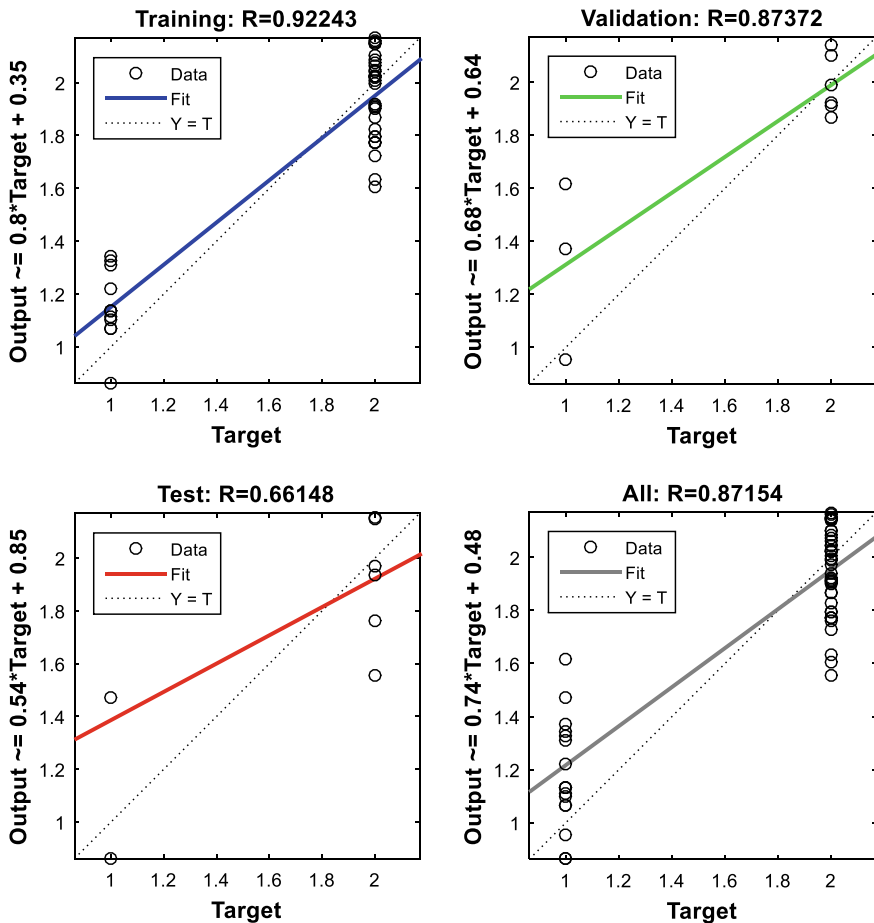 Training: R=0.92243
Output ~= 0.8*Target + 0.35
Data
Fit
Y = T
2
1.8
1.6
1.4
1.2
1
1 1.2 1.4 1.6 1.8 2
Target
Validation: R=0.87372
Output ~= 0.68*Target + 0.64
Data
Fit
Y = T
2
1.8
1.6
1.4
1.2
1
1 1.2 1.4 1.6 1.8 2
Target
Test: R=0.66148
Output ~= 0.54*Target + 0.85
Data
Fit
Y = T
2
1.8
1.6
1.4
1.2
1
1 1.2 1.4 1.6 1.8 2
Target
All: R=0.87154
Output ~= 0.74*Target + 0.48
Data
Fit
Y = T
2
1.8
1.6
1.4
1.2
1
1 1.2 1.4 1.6 1.8 2
Target